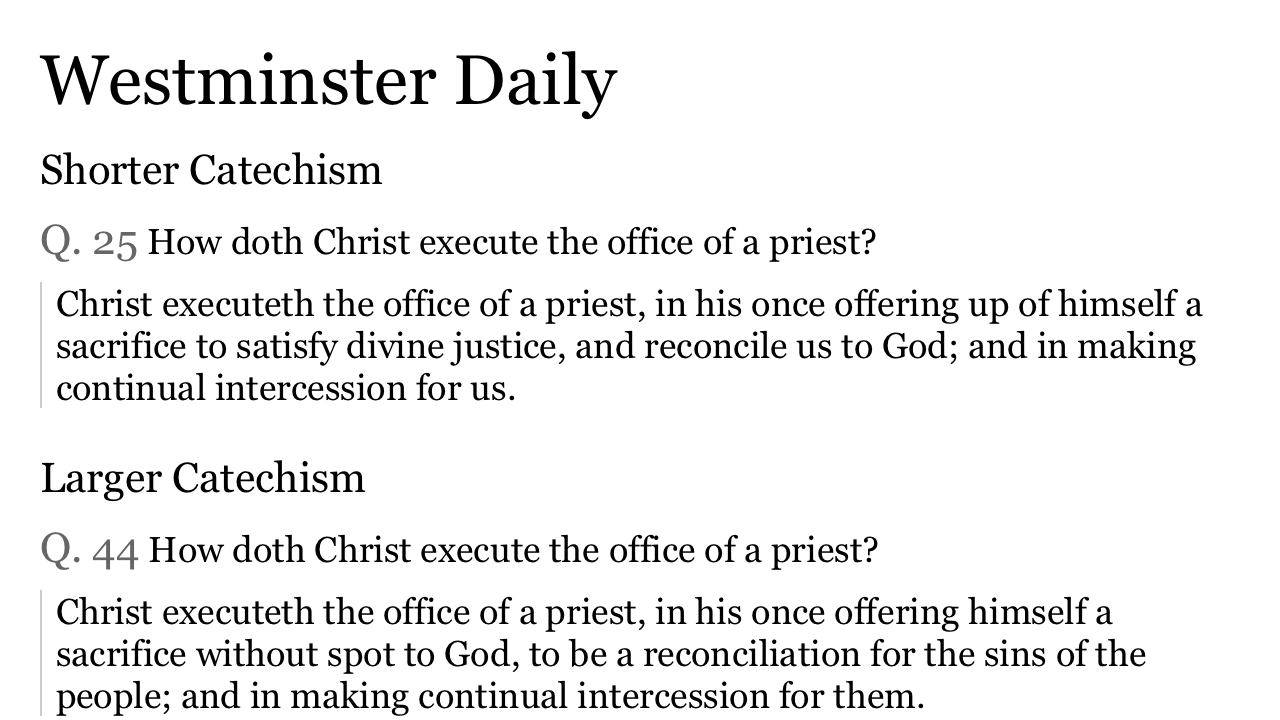 Westminster Daily
Shorter Catechism
Q. 25 How doth Christ execute the office of a priest?
Christ executeth the office of a priest, in his once offering up of himself a
sacrifice to satisfy divine justice, and reconcile us to God; and in making
continual intercession for us.
Larger Catechism
Q. 44 How doth Christ execute the office of a priest?
Christ executeth the office of a priest, in his once offering himself a
sacrifice without spot to God, to be a reconciliation for the sins of the
people; and in making continual intercession for them.